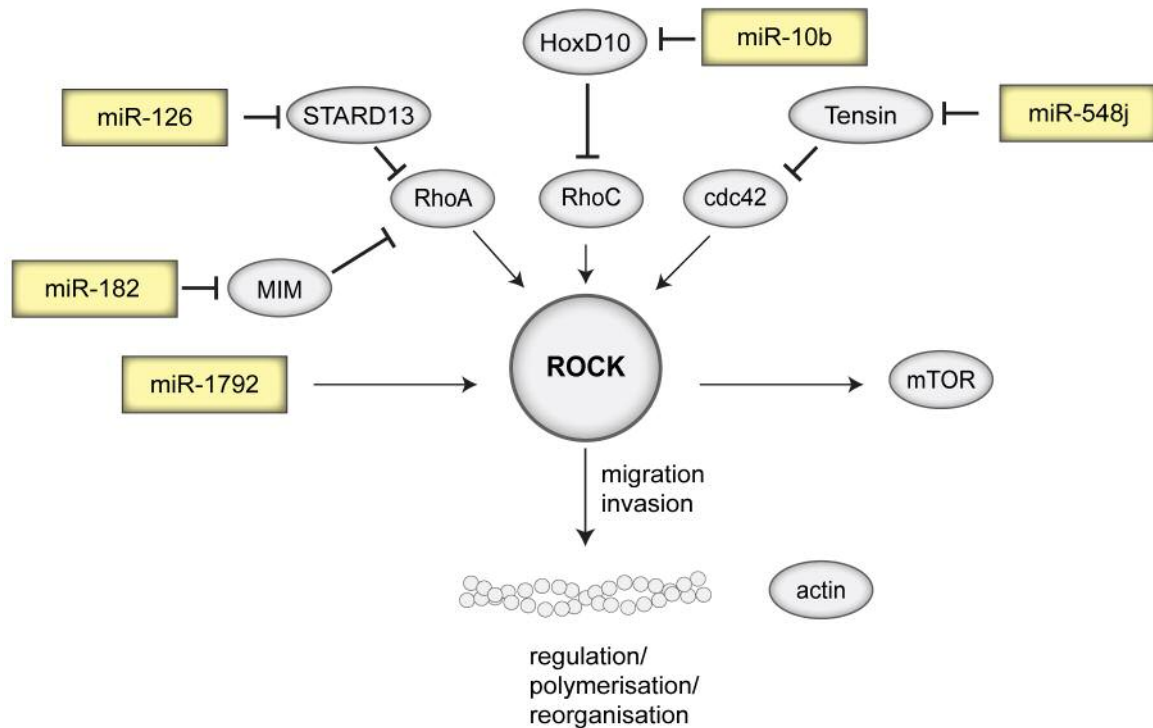 HoxD10
miR-10b
miR-126
STARD13
Tensin
miR-548j
RhoA
RhoC
cdc42
miR-182
MIM
ROCK
miR-1792
mTOR
migration
invasion
actin
regulation/
polymerisation/
reorganisation